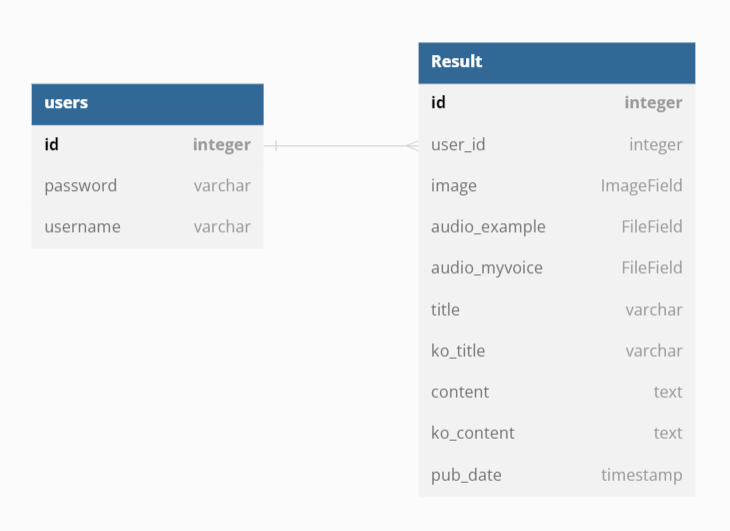 users
id integer
password varchar
username varchar
Result
id integer
user_id integer
image ImageField
audio_example FileField
audio_myvoice FileField
title varchar
ko_title varchar
content text
ko_content text
pub_date timestamp